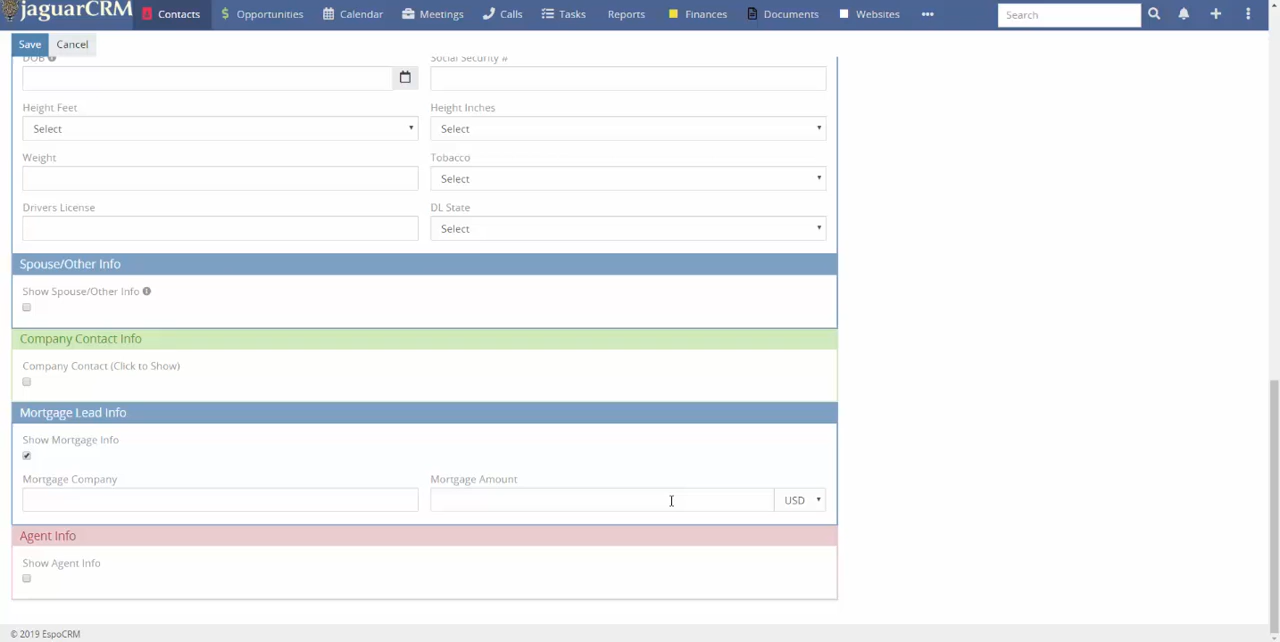 jaguarCRM Contacts $ Opportunities Calendar Meetings Calls Tasks Reports Finances Documents Websites ••• Search
Save Cancel
DOB Social Security #
Height Feet Height Inches
Select Select
Weight Tobacco
Select
Drivers License DL State
Select
Spouse/Other Info
Show Spouse/Other Info
Company Contact Info
Company Contact (Click to Show)
Mortgage Lead Info
Show Mortgage Info
Mortgage Company Mortgage Amount
USD
Agent Info
Show Agent Info
© 2019 EspoCRM